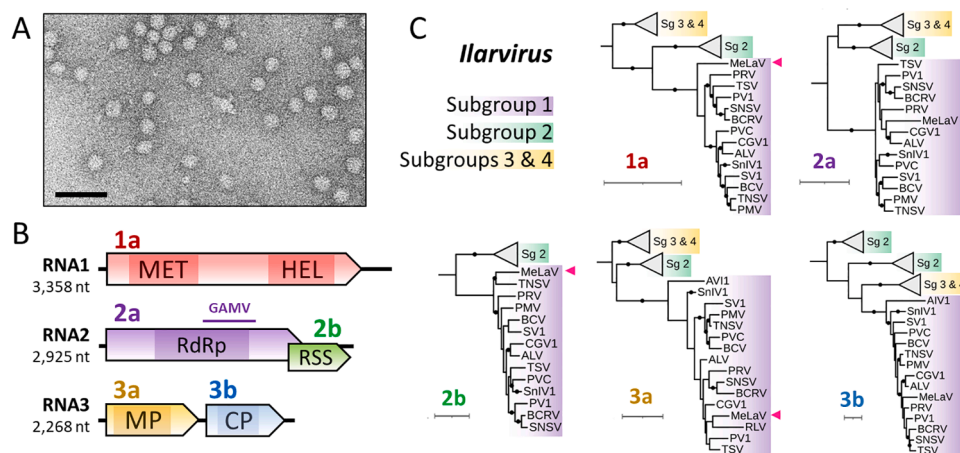 A
B
1a
RNA1
3,358 nt
MET
HEL
GAMV
2a
2b
RNA2
2,925 nt
RdRp
RSS
3a
3b
RNA3
2,268 nt
MP
CP
C
Ilarvirus
Subgroup 1
Subgroup 2
Subgroups 3 & 4
Sg 3 & 4
Sg 2
MeLaV
PRV
TSV
PV1
SNSV
BCRV
PVC
CGV1
ALV
SnIV1
SV1
BCV
TNSV
PMV
1a
Sg 3 & 4
Sg 2
TSV
PV1
SNSV
BCRV
PRV
MeLaV
CGV1
ALV
SnIV1
PVC
SV1
BCV
PMV
TNSV
2a
Sg 2
MeLaV
TNSV
PRV
PMV
BCV
SV1
CGV1
ALV
TSV
PVC
SnIV1
PV1
BCRV
SNSV
2b
Sg 3 & 4
Sg 2
AVI1
SnIV1
SV1
PMV
TNSV
PVC
BCV
ALV
PRV
SNSV
BCRV
CGV1
MeLaV
RLV
PV1
TSV
3a
Sg 2
Sg 2
Sg 3 & 4
AIV1
SnIV1
SV1
PVC
BCV
TNSV
PMV
CGV1
ALV
MeLaV
PRV
PV1
BCRV
SNSV
TSV
3b